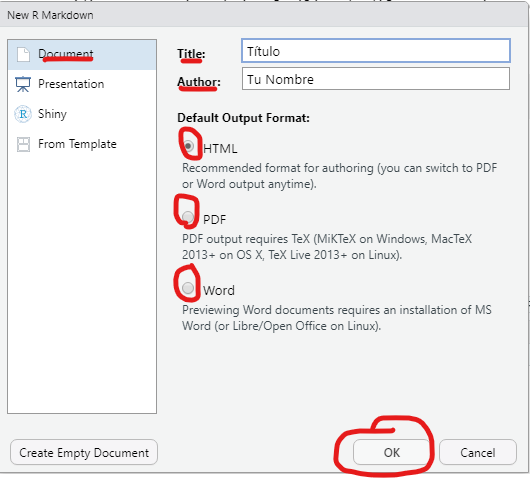 New R Markdown
Document
Presentation
Shiny
From Template
Title:
Título
Author:
Tu Nombre
Default Output Format:
HTML
Recommended format for authoring (you can switch to PDF
or Word output anytime).
PDF
PDF output requires TeX (MiKTeX on Windows, MacTeX
2013+ on OS X, TeX Live 2013+ on Linux).
Word
Previewing Word documents requires an installation of MS
Word (or Libre/Open Office on Linux).
Create Empty Document
OK
Cancel